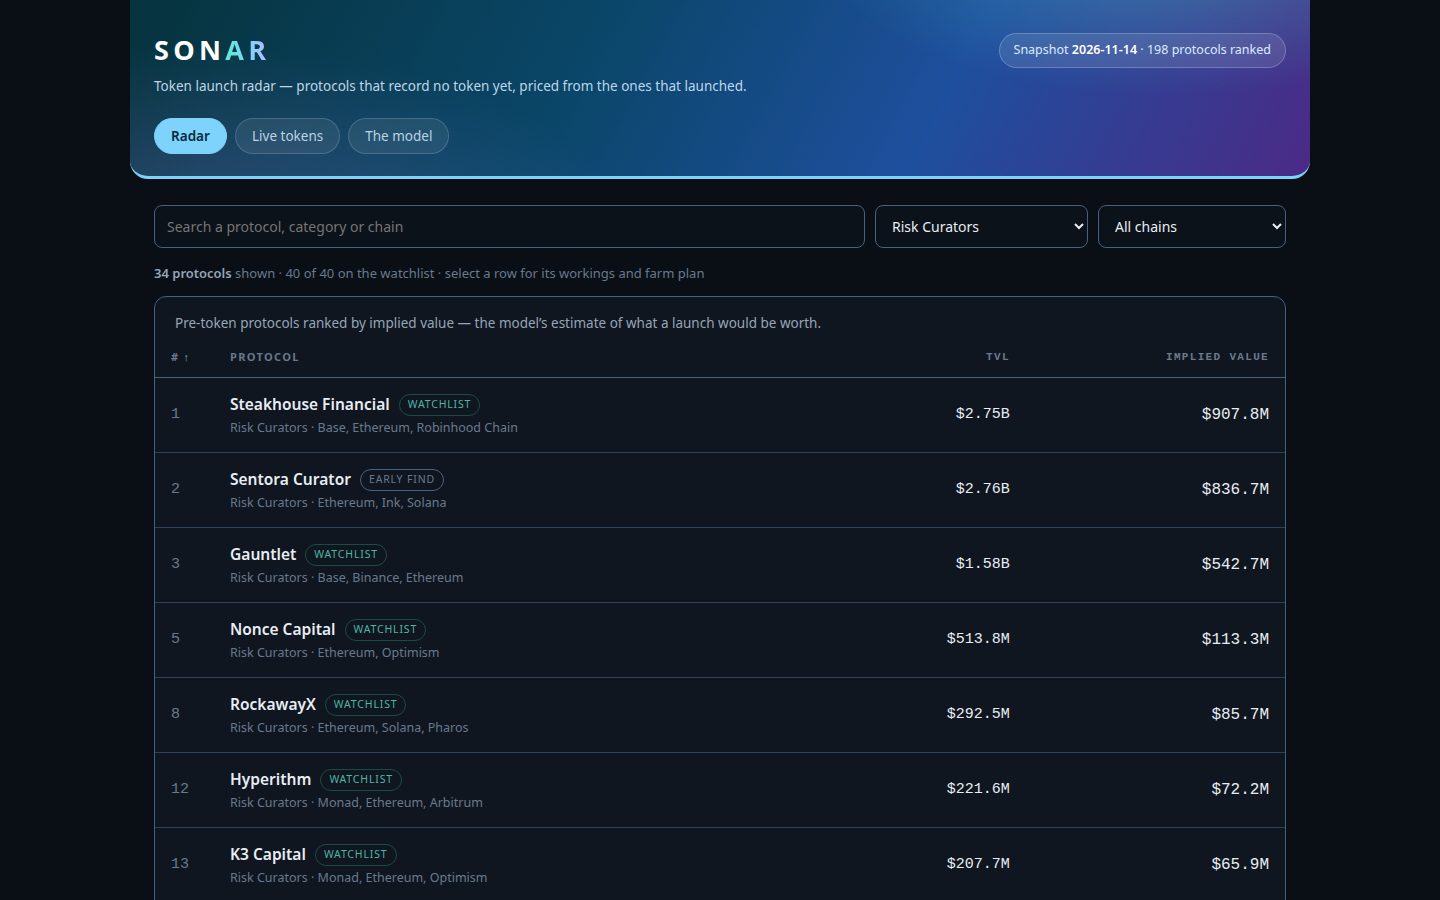 SONAR
Snapshot 2026-11-14 · 198 protocols ranked
Token launch radar — protocols that record no token yet, priced from the ones that launched.
Radar
Live tokens
The model
Search a protocol, category or chain
Risk Curators
All chains
34 protocols shown · 40 of 40 on the watchlist · select a row for its workings and farm plan
Pre-token protocols ranked by implied value — the model's estimate of what a launch would be worth.
# ↑ PROTOCOL TVL IMPLIED VALUE
1 Steakhouse Financial WATCHLIST $2.75B $907.8M
Risk Curators · Base, Ethereum, Robinhood Chain
2 Sentora Curator EARLY FIND $2.76B $836.7M
Risk Curators · Ethereum, Ink, Solana
3 Gauntlet WATCHLIST $1.58B $542.7M
Risk Curators · Base, Binance, Ethereum
5 Nonce Capital WATCHLIST $513.8M $113.3M
Risk Curators · Ethereum, Optimism
8 RockawayX WATCHLIST $292.5M $85.7M
Risk Curators · Ethereum, Solana, Pharos
12 Hyperithm WATCHLIST $221.6M $72.2M
Risk Curators · Monad, Ethereum, Arbitrum
13 K3 Capital WATCHLIST $207.7M $65.9M
Risk Curators · Monad, Ethereum, Optimism